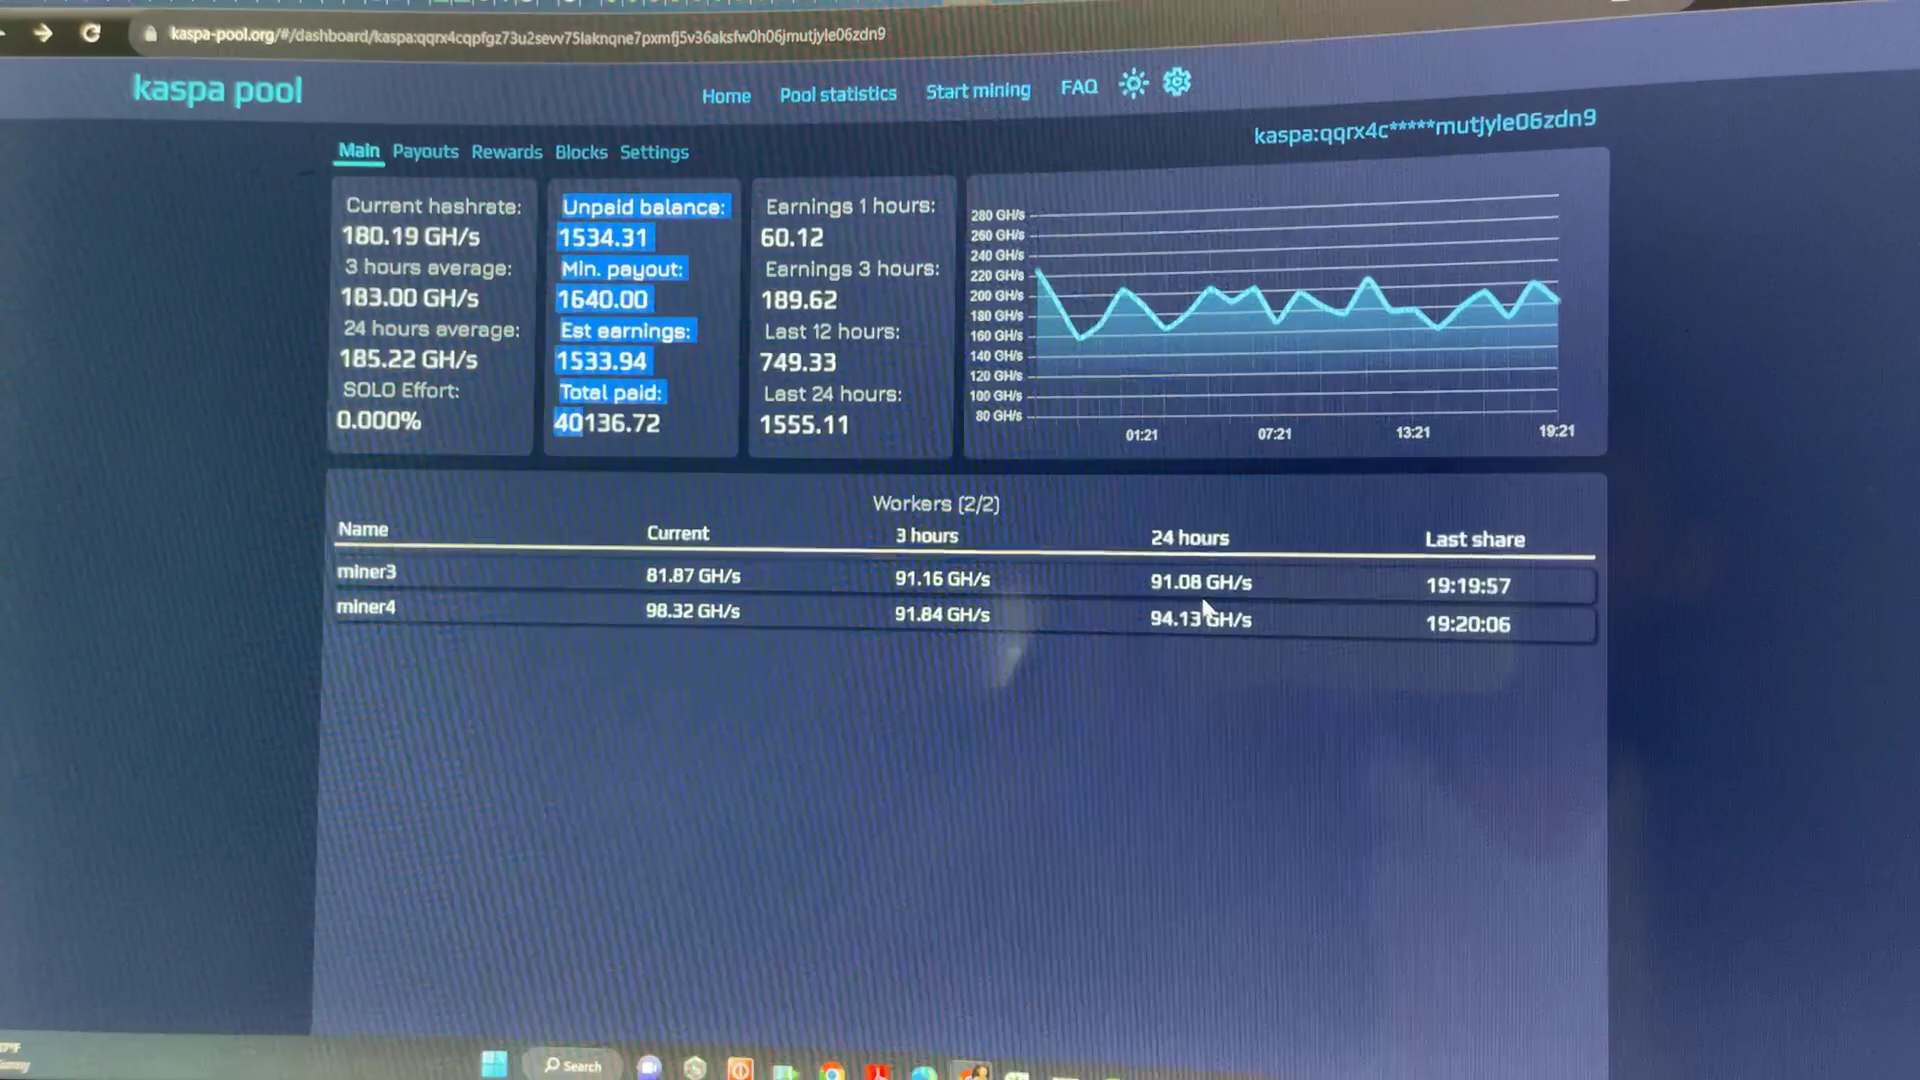 kaspa-pool.org/#/dashboard/kaspa:qqrx4cqpfgz73u2sevv75laknqne7pxmfj5v36aksfw0h06jmutjyle06zdn9
kaspa pool
Home Pool statistics Start mining FAQ
kaspa:qqrx4c*****mutjyle06zdn9
Main Payouts Rewards Blocks Settings
Current hashrate:
180.19 GH/s
3 hours average:
183.00 GH/s
24 hours average:
185.22 GH/s
SOLO Effort:
0.000%
Unpaid balance:
1534.31
Min. payout:
1640.00
Est earnings:
1533.94
Total paid:
40136.72
Earnings 1 hours:
60.12
Earnings 3 hours:
189.62
Last 12 hours:
749.33
Last 24 hours:
1555.11
280 GH/s
260 GH/s
240 GH/s
220 GH/s
200 GH/s
180 GH/s
160 GH/s
140 GH/s
120 GH/s
100 GH/s
80 GH/s
01:21 07:21 13:21 19:21
Workers (2/2)
Name Current 3 hours 24 hours Last share
miner3 81.87 GH/s 91.16 GH/s 91.08 GH/s 19:19:57
miner4 98.32 GH/s 91.84 GH/s 94.13 GH/s 19:20:06
Search